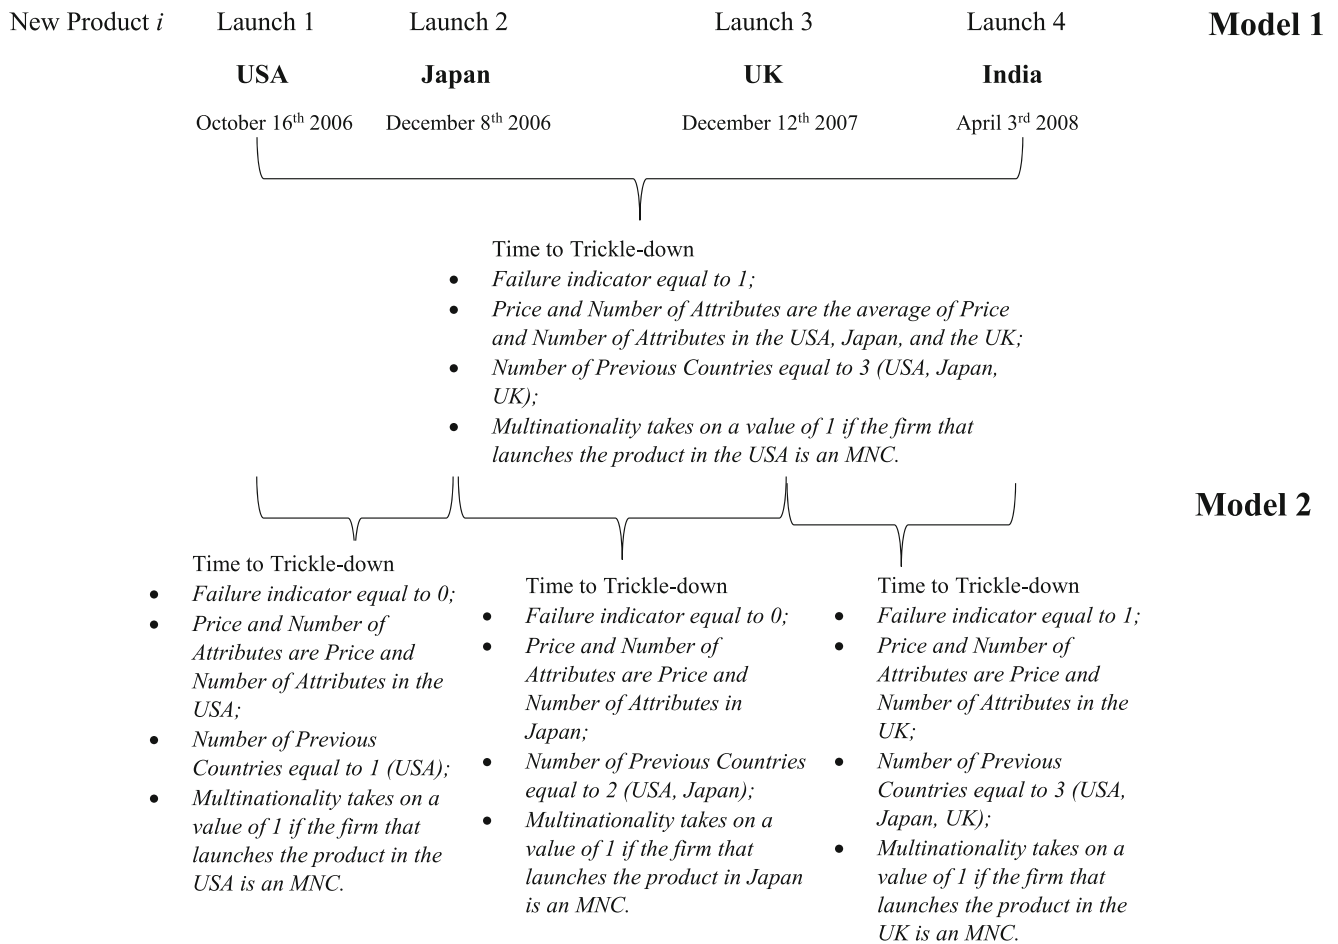 New Product i Launch 1 Launch 2 Launch 3 Launch 4 Model 1
USA Japan UK India
October 16th 2006 December 8th 2006 December 12th 2007 April 3rd 2008
Time to Trickle-down
• Failure indicator equal to 1;
• Price and Number of Attributes are the average of Price
and Number of Attributes in the USA, Japan, and the UK;
• Number of Previous Countries equal to 3 (USA, Japan,
UK);
• Multinationality takes on a value of 1 if the firm that
launches the product in the USA is an MNC.
Model 2
Time to Trickle-down
• Failure indicator equal to 0;
• Price and Number of
Attributes are Price and
Number of Attributes in the
USA;
• Number of Previous
Countries equal to 1 (USA);
• Multinationality takes on a
value of 1 if the firm that
launches the product in the
USA is an MNC.
Time to Trickle-down
• Failure indicator equal to 0;
• Price and Number of
Attributes are Price and
Number of Attributes in
Japan;
• Number of Previous Countries
equal to 2 (USA, Japan);
• Multinationality takes on a
value of 1 if the firm that
launches the product in Japan
is an MNC.
Time to Trickle-down
• Failure indicator equal to 1;
• Price and Number of
Attributes are Price and
Number of Attributes in the
UK;
• Number of Previous
Countries equal to 3 (USA,
Japan, UK);
• Multinationality takes on a
value of 1 if the firm that
launches the product in the
UK is an MNC.